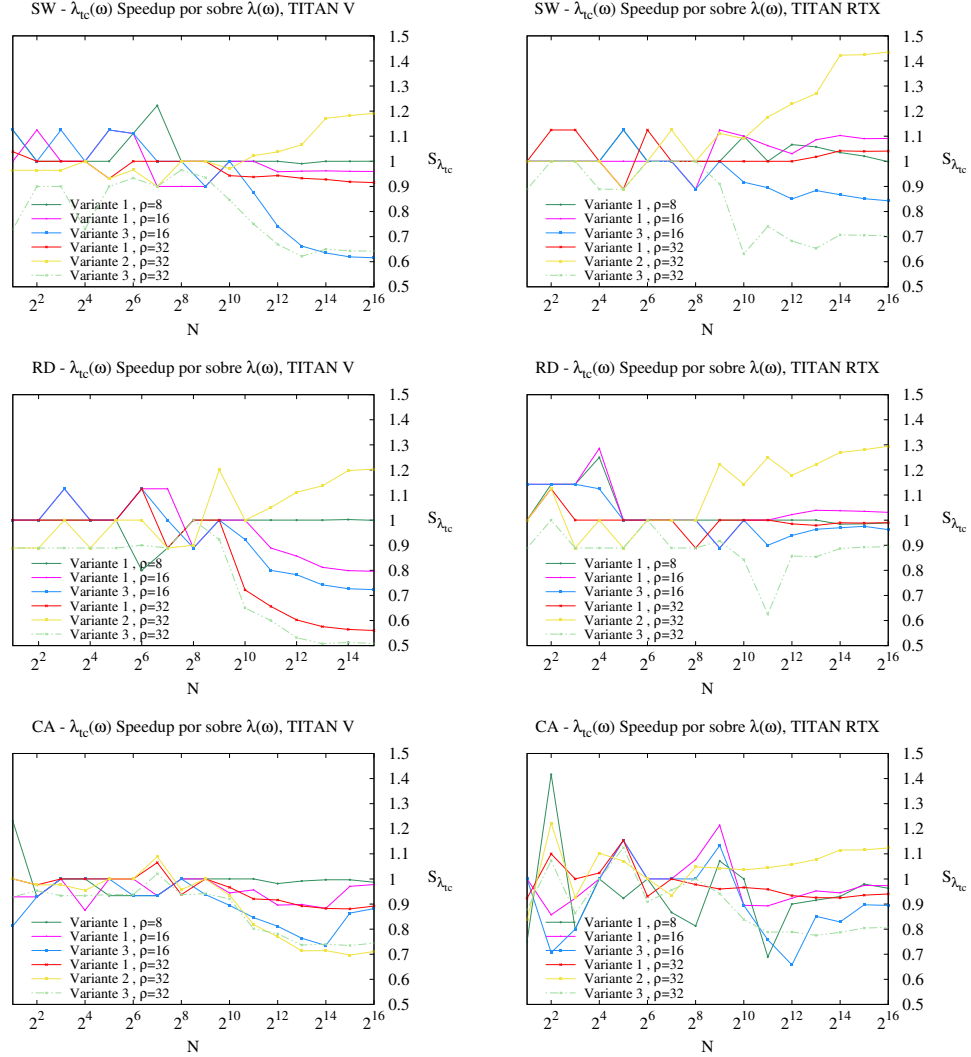 SW - λtc(ω) Speedup por sobre λ(ω), TITAN V
1.5
1.4
1.3
1.2
1.1
1
0.9
0.8
0.7
0.6
0.5
Sλtc
Variante 1 , ρ=8
Variante 1 , ρ=16
Variante 3 , ρ=16
Variante 1 , ρ=32
Variante 2 , ρ=32
Variante 3 , ρ=32
2^2 2^4 2^6 2^8 2^10 2^12 2^14 2^16
N
SW - λtc(ω) Speedup por sobre λ(ω), TITAN RTX
1.5
1.4
1.3
1.2
1.1
1
0.9
0.8
0.7
0.6
0.5
Sλtc
Variante 1 , ρ=8
Variante 1 , ρ=16
Variante 3 , ρ=16
Variante 1 , ρ=32
Variante 2 , ρ=32
Variante 3 , ρ=32
2^2 2^4 2^6 2^8 2^10 2^12 2^14 2^16
N
RD - λtc(ω) Speedup por sobre λ(ω), TITAN V
1.5
1.4
1.3
1.2
1.1
1
0.9
0.8
0.7
0.6
0.5
Sλtc
Variante 1 , ρ=8
Variante 1 , ρ=16
Variante 3 , ρ=16
Variante 1 , ρ=32
Variante 2 , ρ=32
Variante 3 , ρ=32
2^2 2^4 2^6 2^8 2^10 2^12 2^14
N
RD - λtc(ω) Speedup por sobre λ(ω), TITAN RTX
1.5
1.4
1.3
1.2
1.1
1
0.9
0.8
0.7
0.6
0.5
Sλtc
Variante 1 , ρ=8
Variante 1 , ρ=16
Variante 3 , ρ=16
Variante 1 , ρ=32
Variante 2 , ρ=32
Variante 3 , ρ=32
2^2 2^4 2^6 2^8 2^10 2^12 2^14 2^16
N
CA - λtc(ω) Speedup por sobre λ(ω), TITAN V
1.5
1.4
1.3
1.2
1.1
1
0.9
0.8
0.7
0.6
0.5
Sλtc
Variante 1 , ρ=8
Variante 1 , ρ=16
Variante 3 , ρ=16
Variante 1 , ρ=32
Variante 2 , ρ=32
Variante 3 , ρ=32
2^2 2^4 2^6 2^8 2^10 2^12 2^14 2^16
N
CA - λtc(ω) Speedup por sobre λ(ω), TITAN RTX
1.5
1.4
1.3
1.2
1.1
1
0.9
0.8
0.7
0.6
0.5
Sλtc
Variante 1 , ρ=8
Variante 1 , ρ=16
Variante 3 , ρ=16
Variante 1 , ρ=32
Variante 2 , ρ=32
Variante 3 , ρ=32
2^2 2^4 2^6 2^8 2^10 2^12 2^14 2^16
N